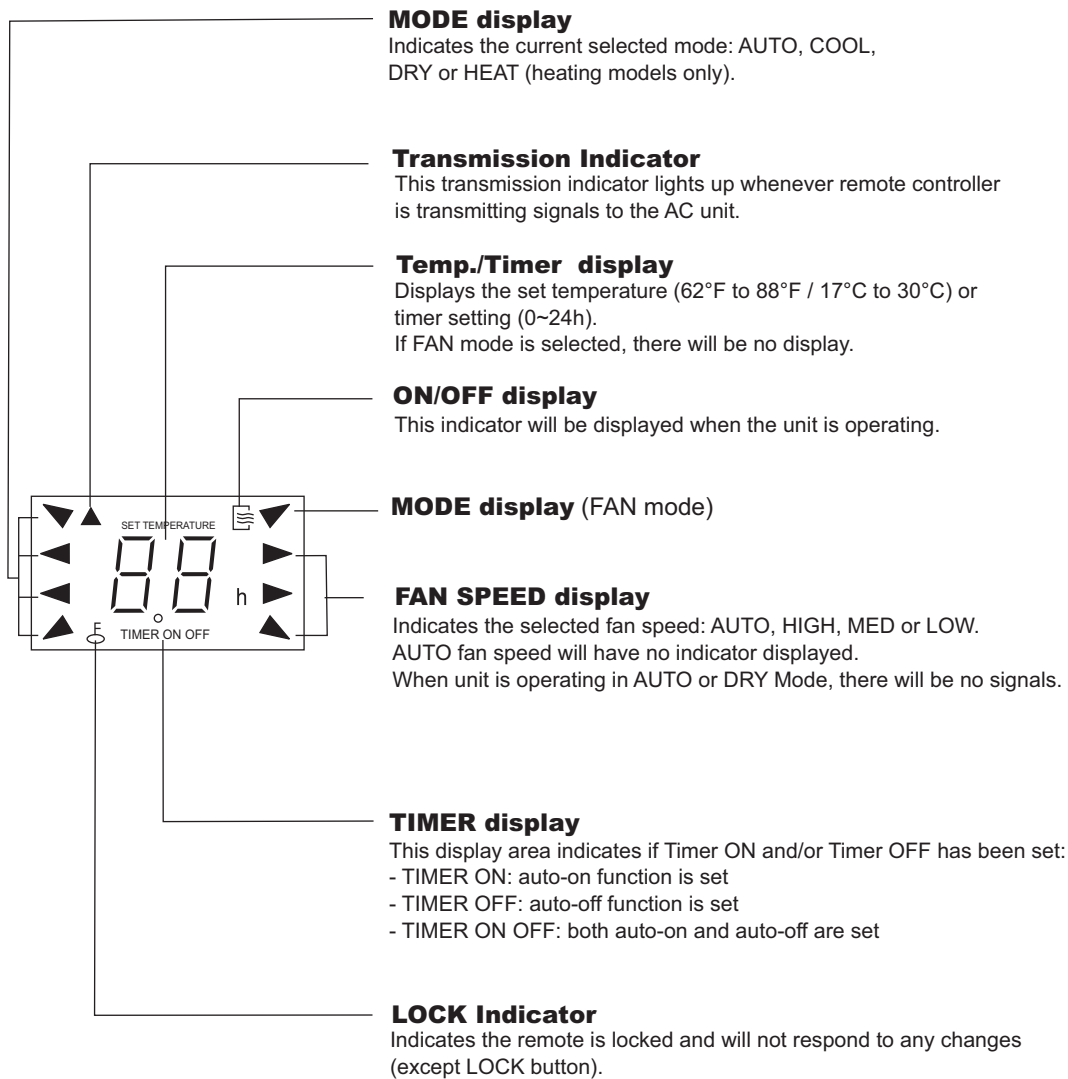 MODE display
Indicates the current selected mode: AUTO, COOL,
DRY or HEAT (heating models only).
Transmission Indicator
This transmission indicator lights up whenever remote controller
is transmitting signals to the AC unit.
Temp./Timer display
Displays the set temperature (62°F to 88°F / 17°C to 30°C) or
timer setting (0~24h).
If FAN mode is selected, there will be no display.
ON/OFF display
This indicator will be displayed when the unit is operating.
MODE display (FAN mode)
SET TEMPERATURE
88
h
F
TIMER ON OFF
FAN SPEED display
Indicates the selected fan speed: AUTO, HIGH, MED or LOW.
AUTO fan speed will have no indicator displayed.
When unit is operating in AUTO or DRY Mode, there will be no signals.
TIMER display
This display area indicates if Timer ON and/or Timer OFF has been set:
- TIMER ON: auto-on function is set
- TIMER OFF: auto-off function is set
- TIMER ON OFF: both auto-on and auto-off are set
LOCK Indicator
Indicates the remote is locked and will not respond to any changes
(except LOCK button).